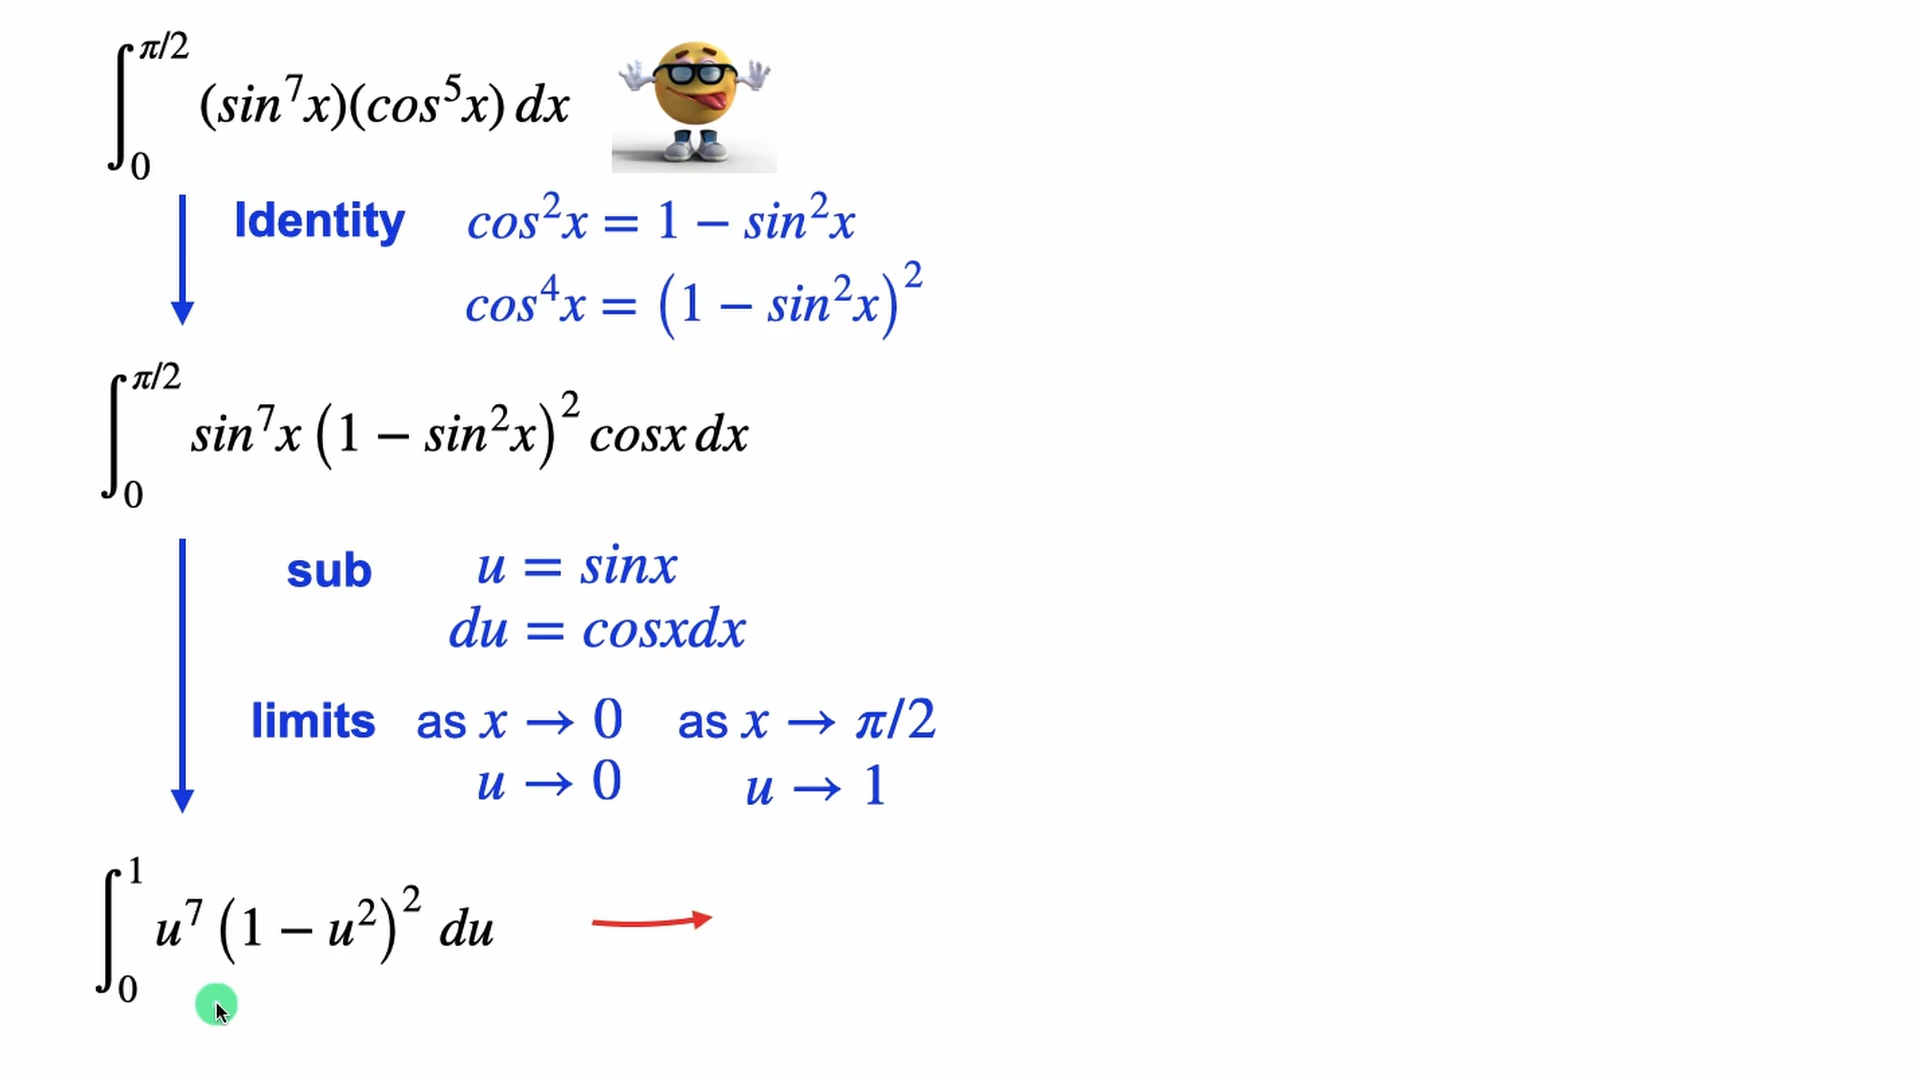 ∫₀^{π/2} (sin⁷x)(cos⁵x) dx
Identity cos²x = 1 − sin²x
cos⁴x = (1 − sin²x)²
∫₀^{π/2} sin⁷x (1 − sin²x)² cosx dx
sub u = sinx
du = cosxdx
limits as x → 0 as x → π/2
u → 0 u → 1
∫₀¹ u⁷ (1 − u²)² du